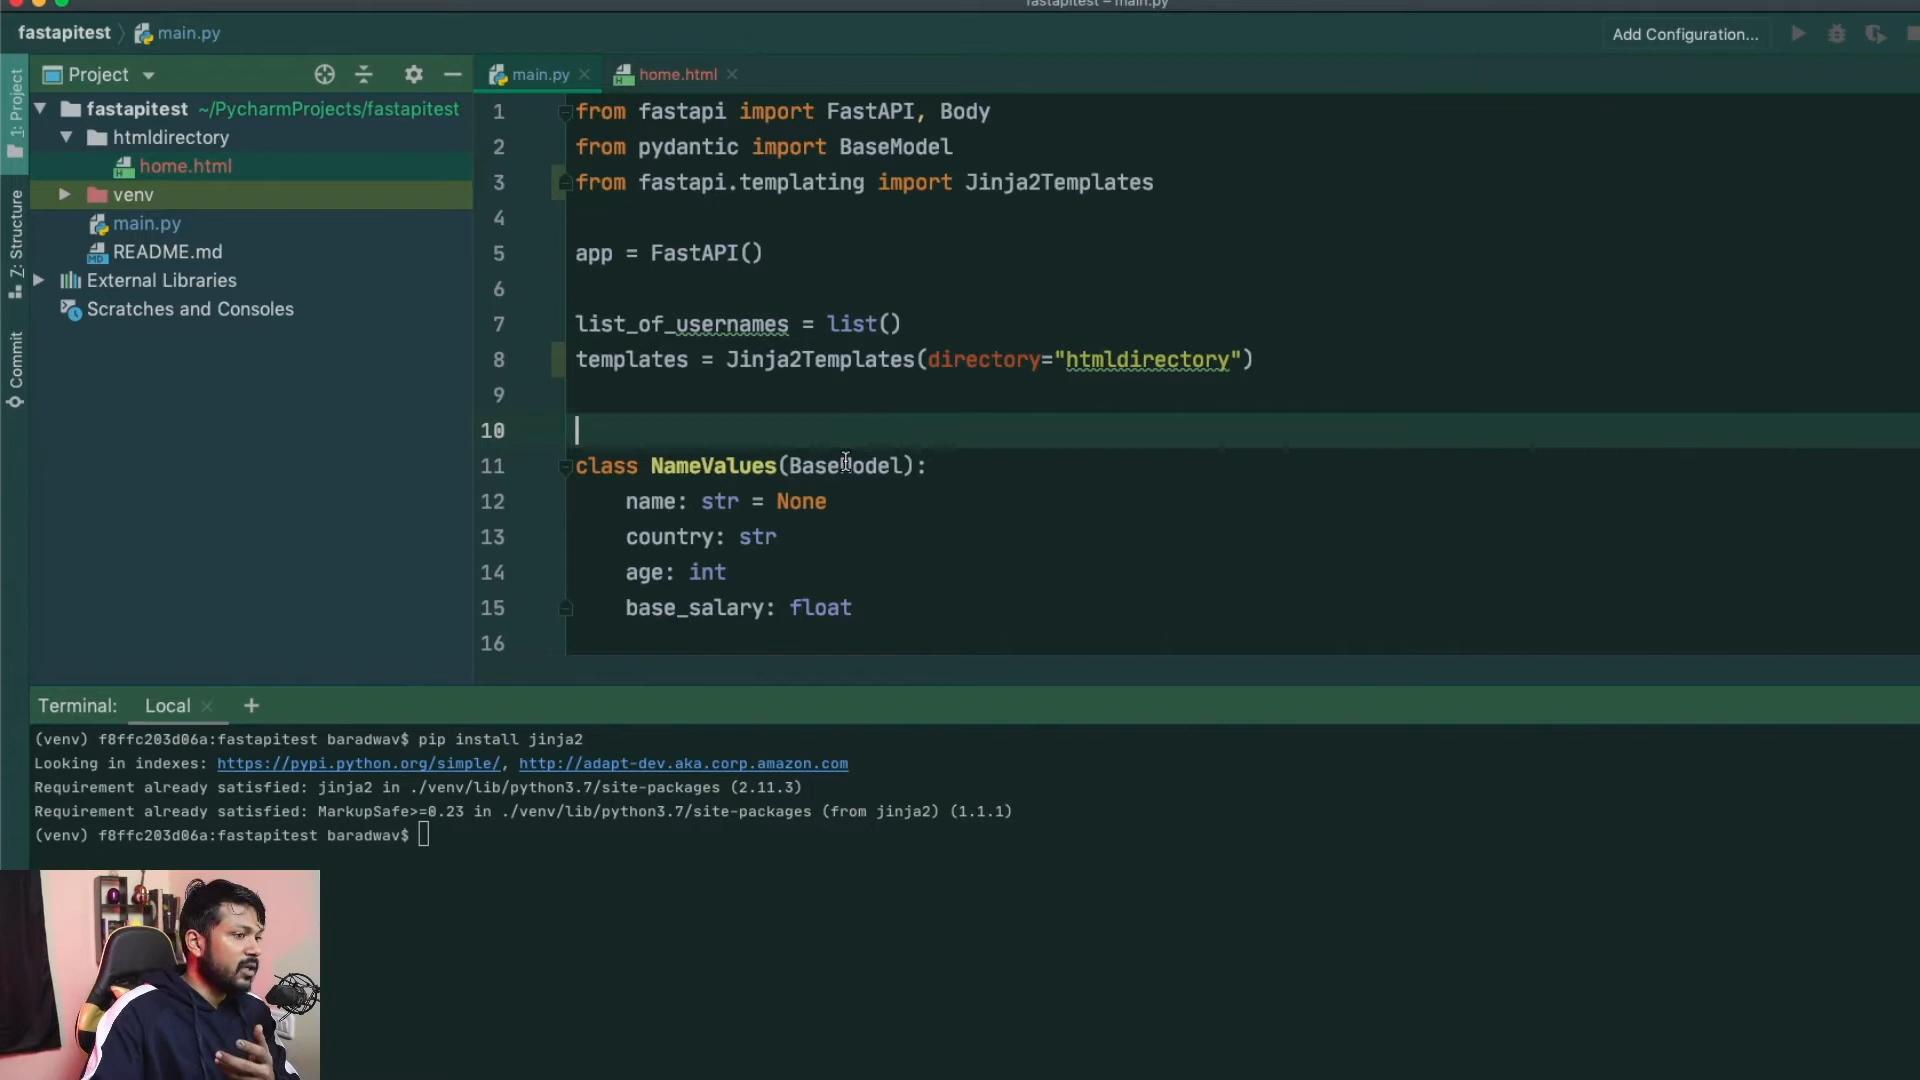 fastapitest – main.py
fastapitest main.py
Add Configuration...
1: Project
Project
main.py
home.html
fastapitest ~/PycharmProjects/fastapitest
htmldirectory
home.html
venv
main.py
README.md
External Libraries
Scratches and Consoles
7: Structure
Commit
1 from fastapi import FastAPI, Body
2 from pydantic import BaseModel
3 from fastapi.templating import Jinja2Templates
4
5 app = FastAPI()
6
7 list_of_usernames = list()
8 templates = Jinja2Templates(directory="htmldirectory")
9
10
11 class NameValues(BaseModel):
12 name: str = None
13 country: str
14 age: int
15 base_salary: float
16
Terminal: Local +
(venv) f8ffc203d06a:fastapitest baradwav$ pip install jinja2
Looking in indexes: https://pypi.python.org/simple/, http://adapt-dev.aka.corp.amazon.com
Requirement already satisfied: jinja2 in ./venv/lib/python3.7/site-packages (2.11.3)
Requirement already satisfied: MarkupSafe>=0.23 in ./venv/lib/python3.7/site-packages (from jinja2) (1.1.1)
(venv) f8ffc203d06a:fastapitest baradwav$